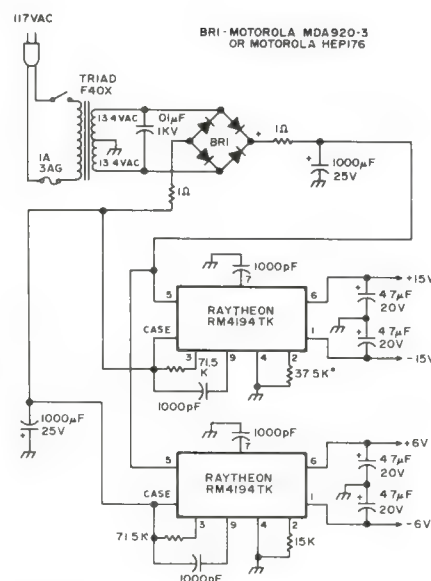 117VAC
BR1-MOTOROLA MDA920-3
OR MOTOROLA HEP176
TRIAD
F40X
13.4VAC
13.4VAC
.01µF
1KV
BR1
+
1Ω
1000µF
25V
+
1A
3AG
1Ω
1000pF
7
5
RAYTHEON
RM4194TK
6
+15V
+
47µF
20V
CASE
1
+
47µF
20V
-15V
3
9
4
2
71.5
K
37.5K*
1000pF
1000µF
25V
+
1000pF
7
5
RAYTHEON
RM4194TK
6
+6V
+
47µF
20V
CASE
1
+
47µF
20V
-6V
3
9
4
2
71.5K
15K
1000pF